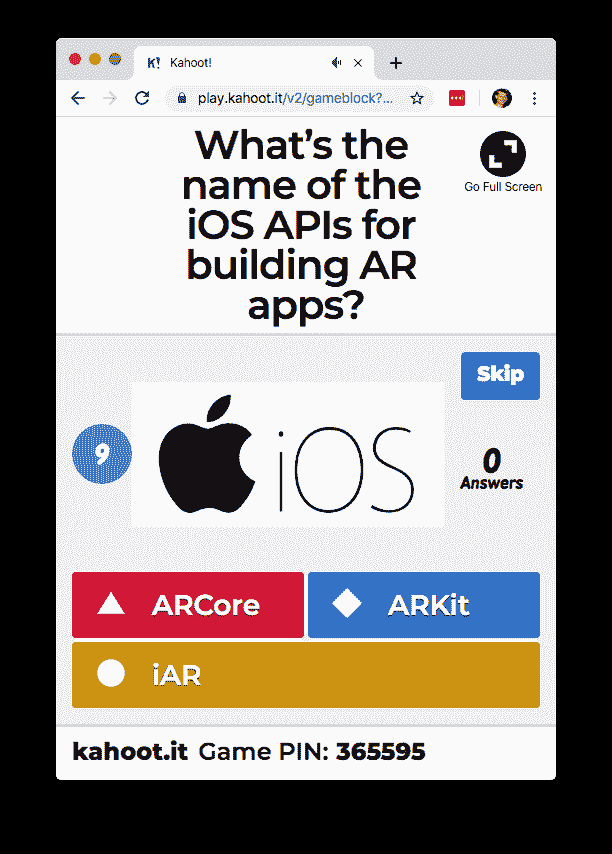 Kahoot!
play.kahoot.it/v2/gameblock?...
What's the
name of the
iOS APIs for
building AR
apps?
Go Full Screen
Skip
9
iOS
0
Answers
ARCore
ARKit
iAR
kahoot.it Game PIN: 365595